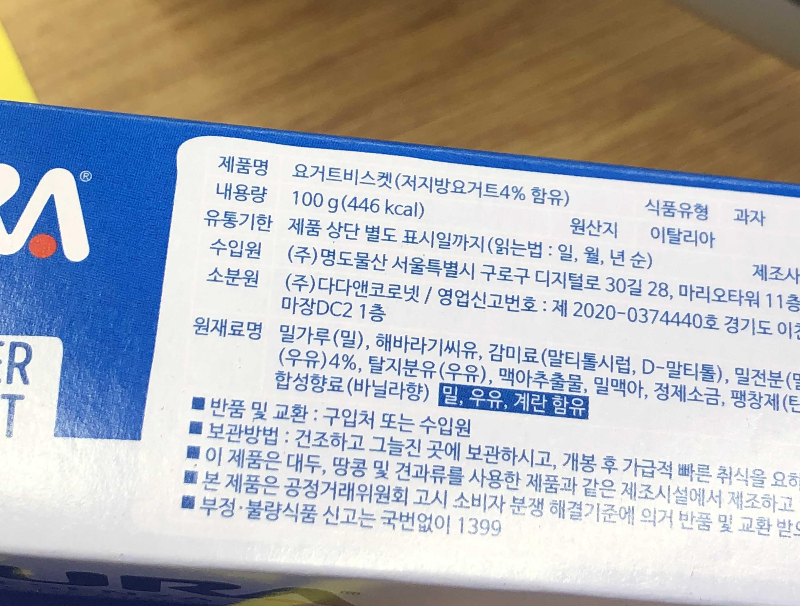 RA®
ER
T
제품명 요거트비스켓(저지방요거트4% 함유) 식품유형 과자
내용량 100 g(446 kcal) 원산지 이탈리아
유통기한 제품 상단 별도 표시일까지(읽는법 : 일, 월, 년 순) 제조사
수입원 (주)명도물산 서울특별시 구로구 디지털로 30길 28, 마리오타워 11층
소분원 (주)다다앤코로넷 / 영업신고번호 : 제 2020-0374440호 경기도 이천
마장DC2 1층
원재료명 밀가루(밀), 해바라기씨유, 감미료(말티톨시럽, D-말티톨), 밀전분(밀
(우유)4%, 탈지분유(우유), 맥아추출물, 밀맥아, 정제소금, 팽창제(탄
합성향료(바닐라향) 밀, 우유, 계란 함유
■ 반품 및 교환 : 구입처 또는 수입원
■ 보관방법 : 건조하고 그늘진 곳에 보관하시고, 개봉 후 가급적 빠른 취식을 요하
■ 이 제품은 대두, 땅콩 및 견과류를 사용한 제품과 같은 제조시설에서 제조하고
■ 본 제품은 공정거래위원회 고시 소비자 분쟁 해결기준에 의거 반품 및 교환 받으
■ 부정·불량식품 신고는 국번없이 1399